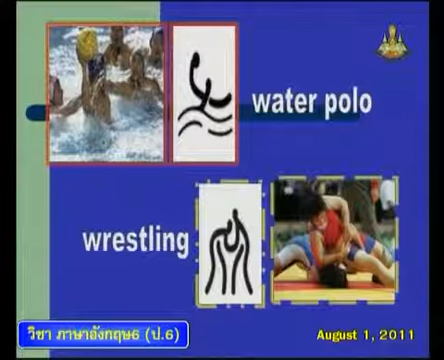 water polo
wrestling
วิชา ภาษาอังกฤษ6 (ป.6)
August 1, 2011